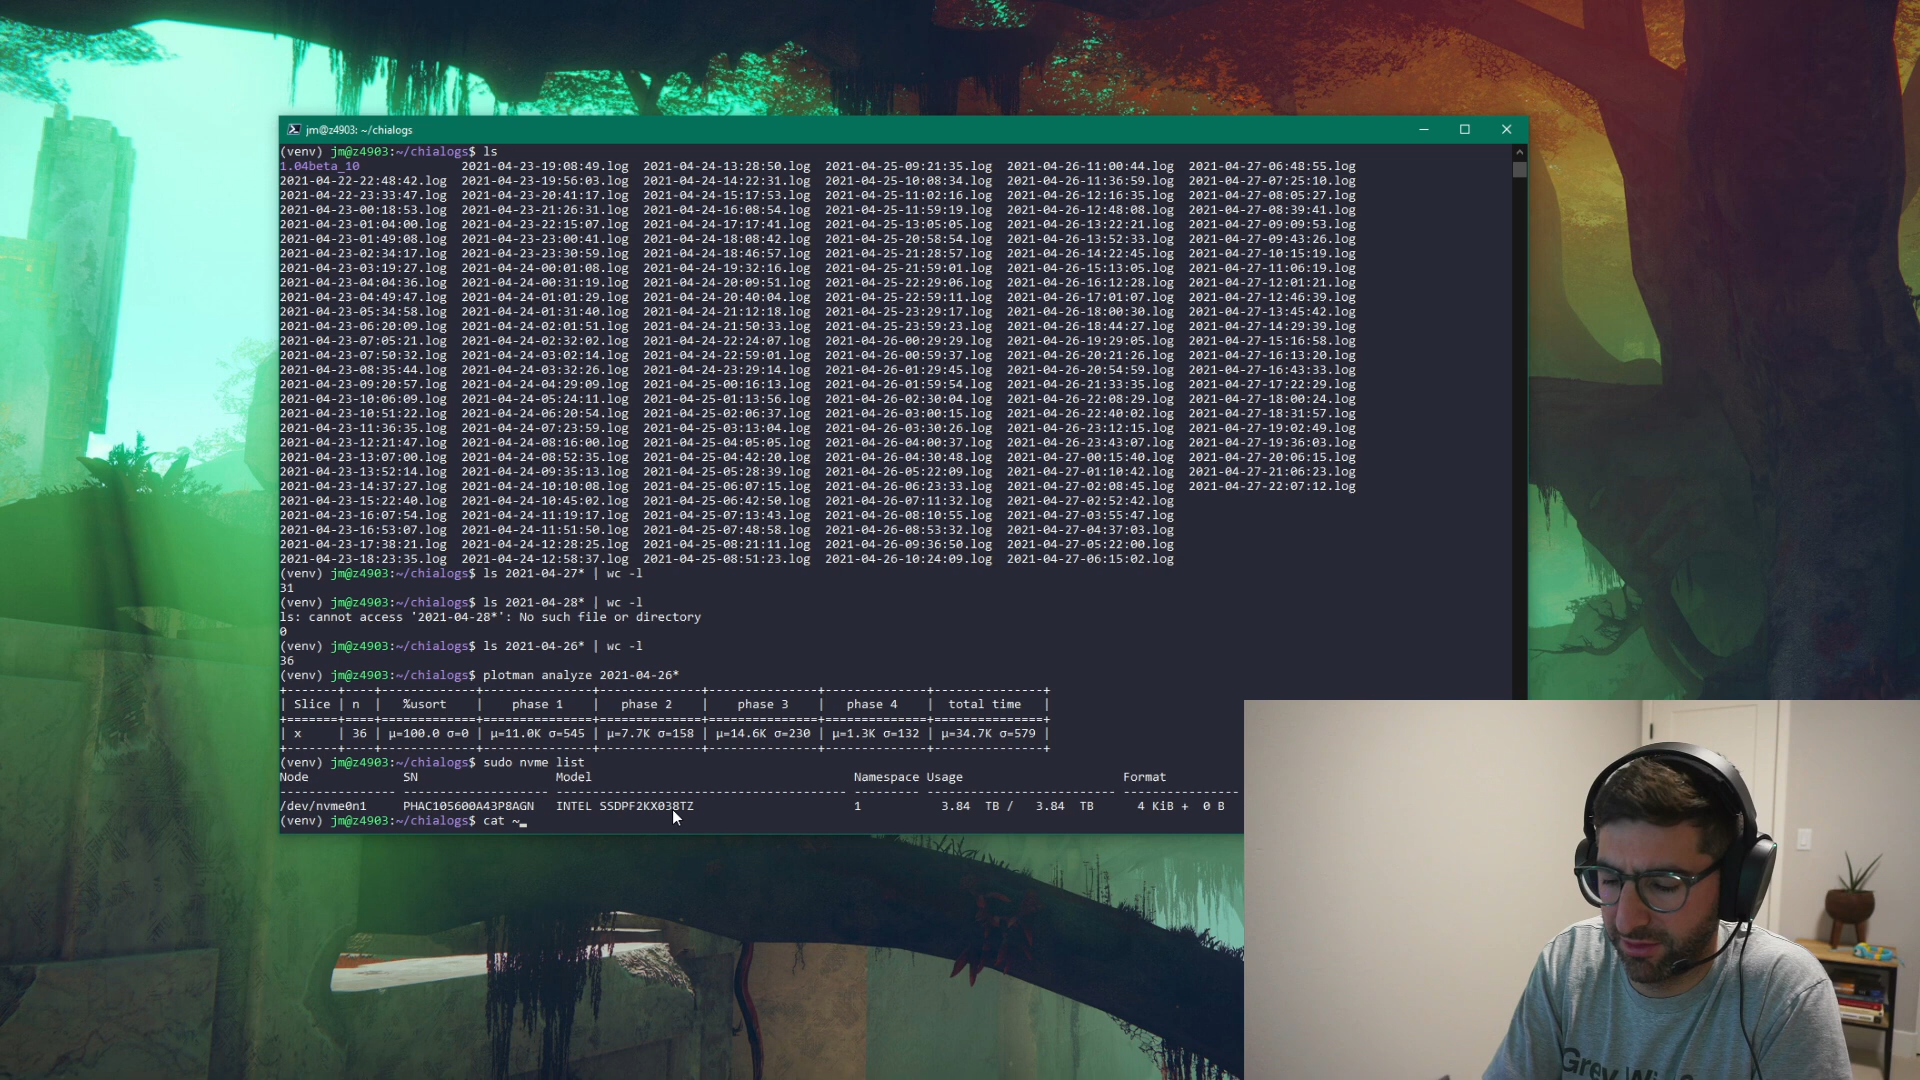 jm@z4903: ~/chialogs
(venv) jm@z4903:~/chialogs$ ls
1.04beta_10 2021-04-23-19:08:49.log 2021-04-24-13:28:50.log 2021-04-25-09:21:35.log 2021-04-26-11:00:44.log 2021-04-27-06:48:55.log
2021-04-22-22:48:42.log 2021-04-23-19:56:03.log 2021-04-24-14:22:31.log 2021-04-25-10:08:34.log 2021-04-26-11:36:59.log 2021-04-27-07:25:10.log
2021-04-22-23:33:47.log 2021-04-23-20:41:17.log 2021-04-24-15:17:53.log 2021-04-25-11:02:16.log 2021-04-26-12:16:35.log 2021-04-27-08:05:27.log
2021-04-23-00:18:53.log 2021-04-23-21:26:31.log 2021-04-24-16:08:54.log 2021-04-25-11:59:19.log 2021-04-26-12:48:08.log 2021-04-27-08:39:41.log
2021-04-23-01:04:00.log 2021-04-23-22:15:07.log 2021-04-24-17:17:41.log 2021-04-25-13:05:05.log 2021-04-26-13:22:21.log 2021-04-27-09:09:53.log
2021-04-23-01:49:08.log 2021-04-23-23:00:41.log 2021-04-24-18:08:42.log 2021-04-25-20:58:54.log 2021-04-26-13:52:33.log 2021-04-27-09:43:26.log
2021-04-23-02:34:17.log 2021-04-23-23:30:59.log 2021-04-24-18:46:57.log 2021-04-25-21:28:57.log 2021-04-26-14:22:45.log 2021-04-27-10:15:19.log
2021-04-23-03:19:27.log 2021-04-24-00:01:08.log 2021-04-24-19:32:16.log 2021-04-25-21:59:01.log 2021-04-26-15:13:05.log 2021-04-27-11:06:19.log
2021-04-23-04:04:36.log 2021-04-24-00:31:19.log 2021-04-24-20:09:51.log 2021-04-25-22:29:06.log 2021-04-26-16:12:28.log 2021-04-27-12:01:21.log
2021-04-23-04:49:47.log 2021-04-24-01:01:29.log 2021-04-24-20:40:04.log 2021-04-25-22:59:11.log 2021-04-26-17:01:07.log 2021-04-27-12:46:39.log
2021-04-23-05:34:58.log 2021-04-24-01:31:40.log 2021-04-24-21:12:18.log 2021-04-25-23:29:17.log 2021-04-26-18:00:30.log 2021-04-27-13:45:42.log
2021-04-23-06:20:09.log 2021-04-24-02:01:51.log 2021-04-24-21:50:33.log 2021-04-25-23:59:23.log 2021-04-26-18:44:27.log 2021-04-27-14:29:39.log
2021-04-23-07:05:21.log 2021-04-24-02:32:02.log 2021-04-24-22:24:07.log 2021-04-26-00:29:29.log 2021-04-26-19:29:05.log 2021-04-27-15:16:58.log
2021-04-23-07:50:32.log 2021-04-24-03:02:14.log 2021-04-24-22:59:01.log 2021-04-26-00:59:37.log 2021-04-26-20:21:26.log 2021-04-27-16:13:20.log
2021-04-23-08:35:44.log 2021-04-24-03:32:26.log 2021-04-24-23:29:14.log 2021-04-26-01:29:45.log 2021-04-26-20:54:59.log 2021-04-27-16:43:33.log
2021-04-23-09:20:57.log 2021-04-24-04:29:09.log 2021-04-25-00:16:13.log 2021-04-26-01:59:54.log 2021-04-26-21:33:35.log 2021-04-27-17:22:29.log
2021-04-23-10:06:09.log 2021-04-24-05:24:11.log 2021-04-25-01:13:56.log 2021-04-26-02:30:04.log 2021-04-26-22:08:29.log 2021-04-27-18:00:24.log
2021-04-23-10:51:22.log 2021-04-24-06:20:54.log 2021-04-25-02:06:37.log 2021-04-26-03:00:15.log 2021-04-26-22:40:02.log 2021-04-27-18:31:57.log
2021-04-23-11:36:35.log 2021-04-24-07:23:59.log 2021-04-25-03:13:04.log 2021-04-26-03:30:26.log 2021-04-26-23:12:15.log 2021-04-27-19:02:49.log
2021-04-23-12:21:47.log 2021-04-24-08:16:00.log 2021-04-25-04:05:05.log 2021-04-26-04:00:37.log 2021-04-26-23:43:07.log 2021-04-27-19:36:03.log
2021-04-23-13:07:00.log 2021-04-24-08:52:35.log 2021-04-25-04:42:20.log 2021-04-26-04:30:48.log 2021-04-27-00:15:40.log 2021-04-27-20:06:15.log
2021-04-23-13:52:14.log 2021-04-24-09:35:13.log 2021-04-25-05:28:39.log 2021-04-26-05:22:09.log 2021-04-27-01:10:42.log 2021-04-27-21:06:23.log
2021-04-23-14:37:27.log 2021-04-24-10:10:08.log 2021-04-25-06:07:15.log 2021-04-26-06:23:33.log 2021-04-27-02:08:45.log 2021-04-27-22:07:12.log
2021-04-23-15:22:40.log 2021-04-24-10:45:02.log 2021-04-25-06:42:50.log 2021-04-26-07:11:32.log 2021-04-27-02:52:42.log
2021-04-23-16:07:54.log 2021-04-24-11:19:17.log 2021-04-25-07:13:43.log 2021-04-26-08:10:55.log 2021-04-27-03:55:47.log
2021-04-23-16:53:07.log 2021-04-24-11:51:50.log 2021-04-25-07:48:58.log 2021-04-26-08:53:32.log 2021-04-27-04:37:03.log
2021-04-23-17:38:21.log 2021-04-24-12:28:25.log 2021-04-25-08:21:11.log 2021-04-26-09:36:50.log 2021-04-27-05:22:00.log
2021-04-23-18:23:35.log 2021-04-24-12:58:37.log 2021-04-25-08:51:23.log 2021-04-26-10:24:09.log 2021-04-27-06:15:02.log
(venv) jm@z4903:~/chialogs$ ls 2021-04-27* | wc -l
31
(venv) jm@z4903:~/chialogs$ ls 2021-04-28* | wc -l
ls: cannot access '2021-04-28*': No such file or directory
0
(venv) jm@z4903:~/chialogs$ ls 2021-04-26* | wc -l
36
(venv) jm@z4903:~/chialogs$ plotman analyze 2021-04-26*
| Slice | n | %usort | phase 1 | phase 2 | phase 3 | phase 4 | total time |
| x | 36 | μ=100.0 σ=0 | μ=11.0K σ=545 | μ=7.7K σ=158 | μ=14.6K σ=230 | μ=1.3K σ=132 | μ=34.7K σ=579 |
(venv) jm@z4903:~/chialogs$ sudo nvme list
Node SN Model Namespace Usage Format
/dev/nvme0n1 PHAC105600A43P8AGN INTEL SSDPF2KX038TZ 1 3.84 TB / 3.84 TB 4 KiB + 0 B
(venv) jm@z4903:~/chialogs$ cat ~